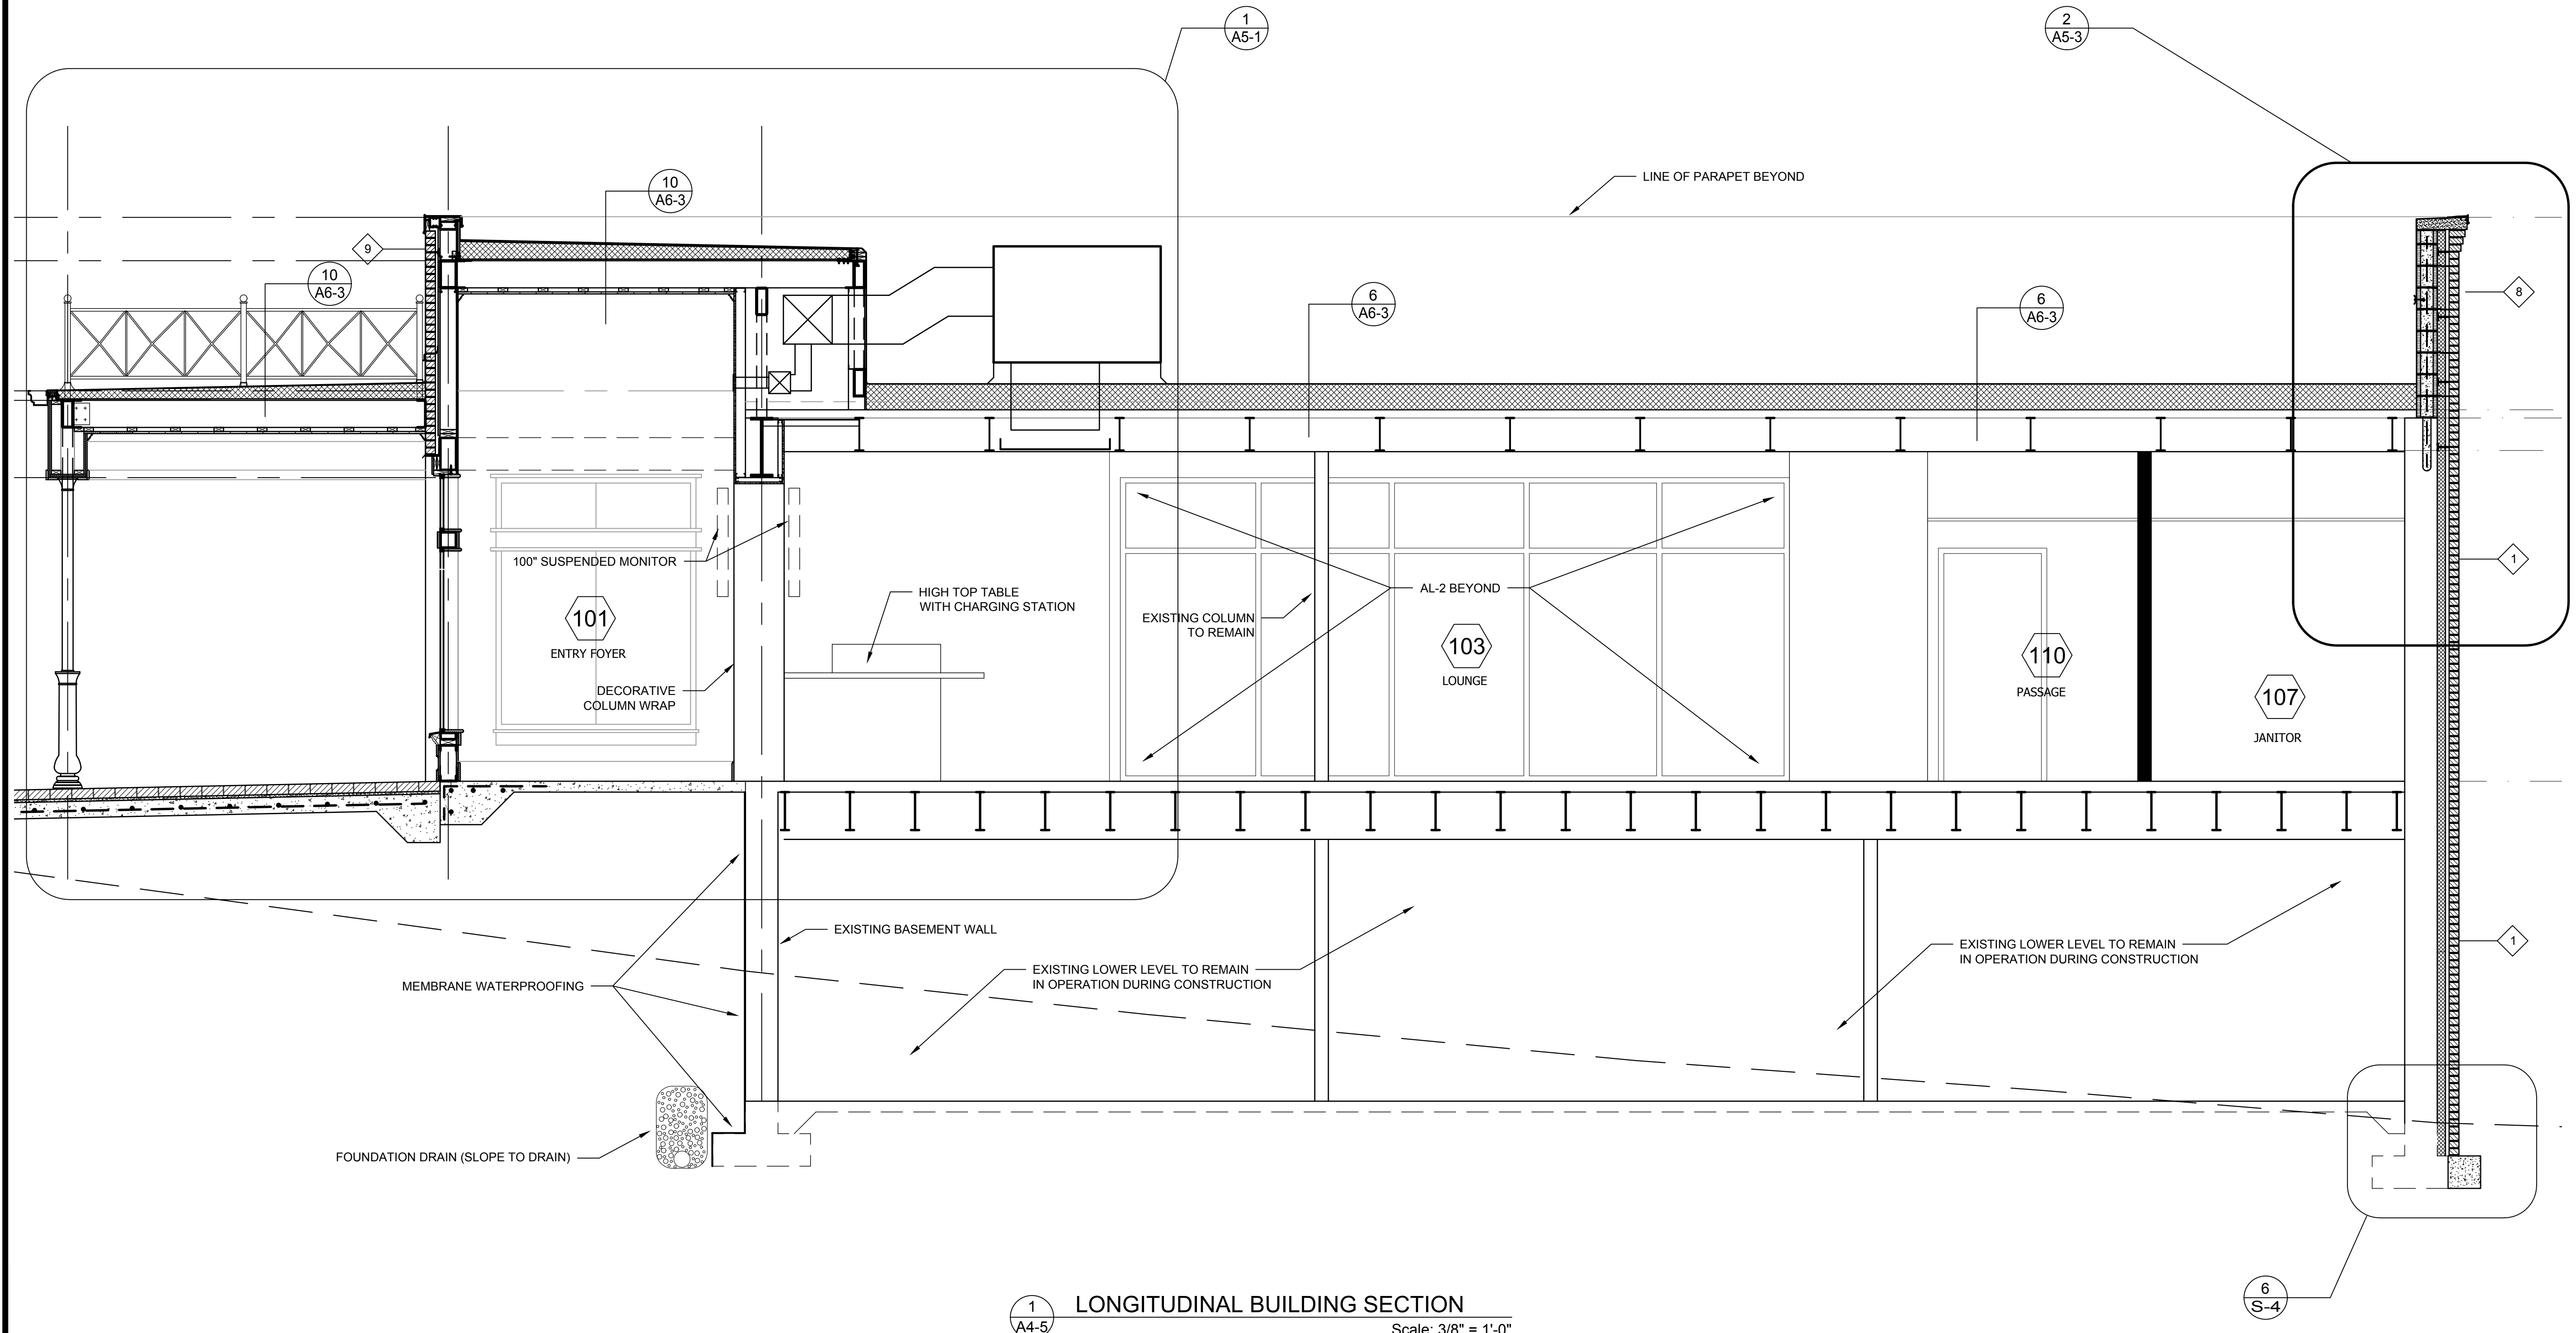 1
A5-1
2
A5-3
LINE OF PARAPET BEYOND
10
A6-3
9
10
A6-3
6
A6-3
6
A6-3
8
100" SUSPENDED MONITOR
HIGH TOP TABLE
WITH CHARGING STATION
AL-2 BEYOND
1
101
ENTRY FOYER
EXISTING COLUMN
TO REMAIN
103
LOUNGE
110
PASSAGE
107
JANITOR
DECORATIVE
COLUMN WRAP
EXISTING BASEMENT WALL
1
EXISTING LOWER LEVEL TO REMAIN
IN OPERATION DURING CONSTRUCTION
EXISTING LOWER LEVEL TO REMAIN
IN OPERATION DURING CONSTRUCTION
MEMBRANE WATERPROOFING
FOUNDATION DRAIN (SLOPE TO DRAIN)
6
S-4
1
A4-5
LONGITUDINAL BUILDING SECTION
Scale: 3/8" = 1'-0"